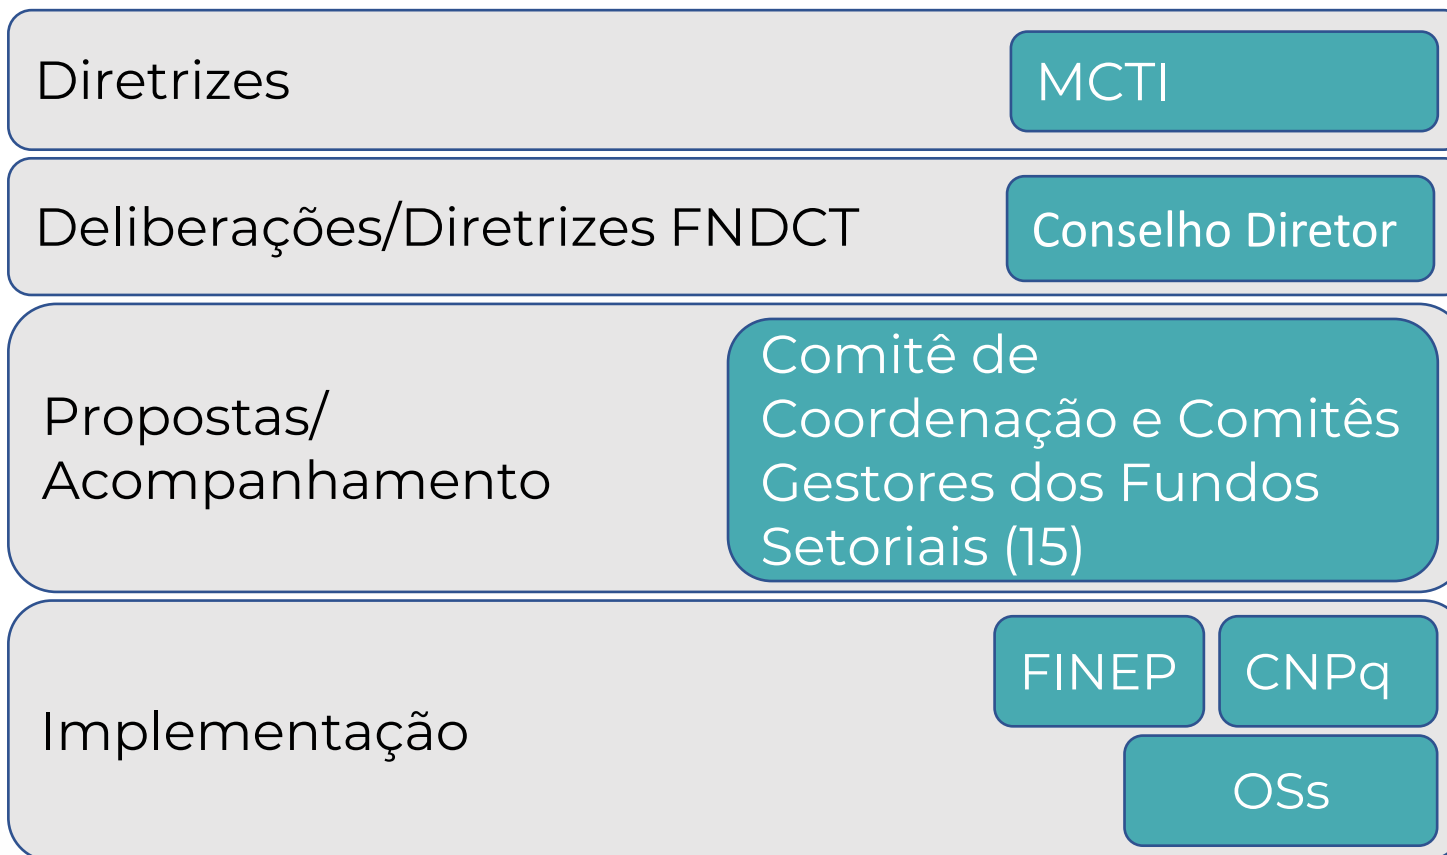 Diretrizes
MCTI
Deliberações/Diretrizes FNDCT
Conselho Diretor
Propostas/
Acompanhamento
Comitê de
Coordenação e Comitês
Gestores dos Fundos
Setoriais (15)
Implementação
FINEP
CNPq
OSs